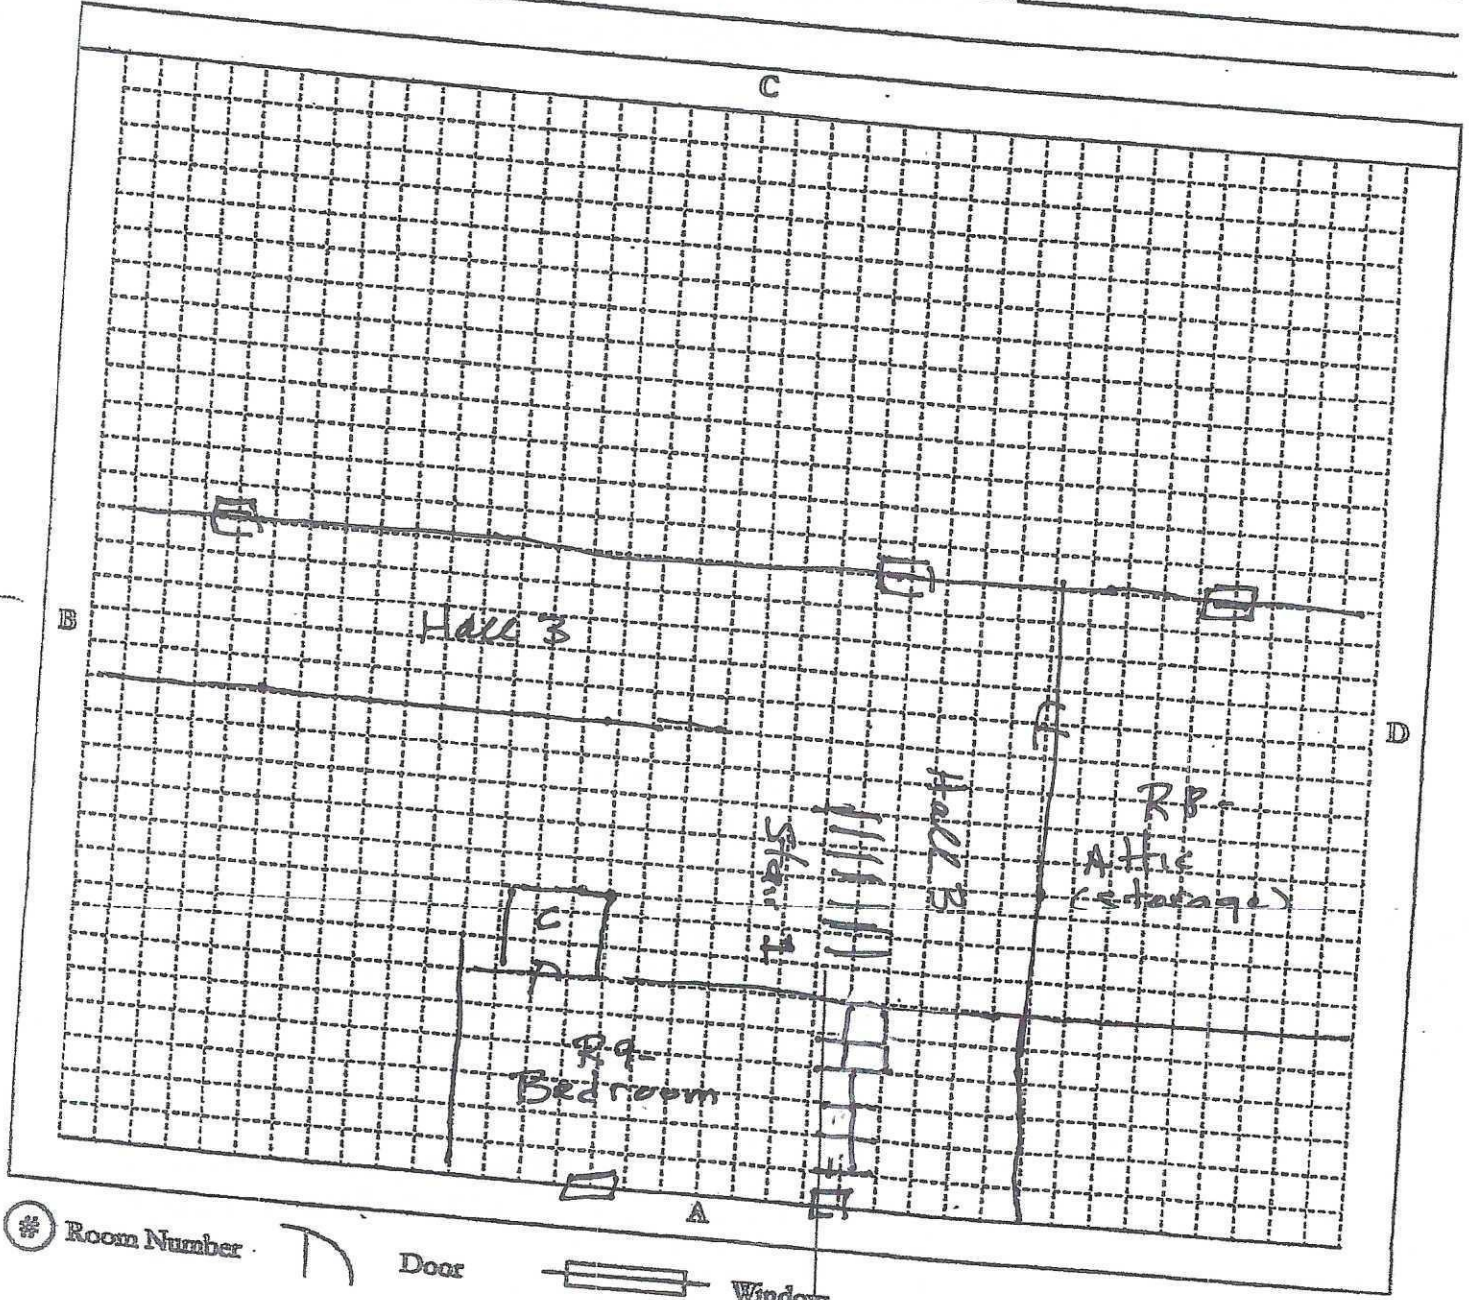 C
B
Hall 3
D
Hall 3
Stair I
R8-
Attic
(storage)
C
R9-
Bedroom
A
# Room Number
Door
Window